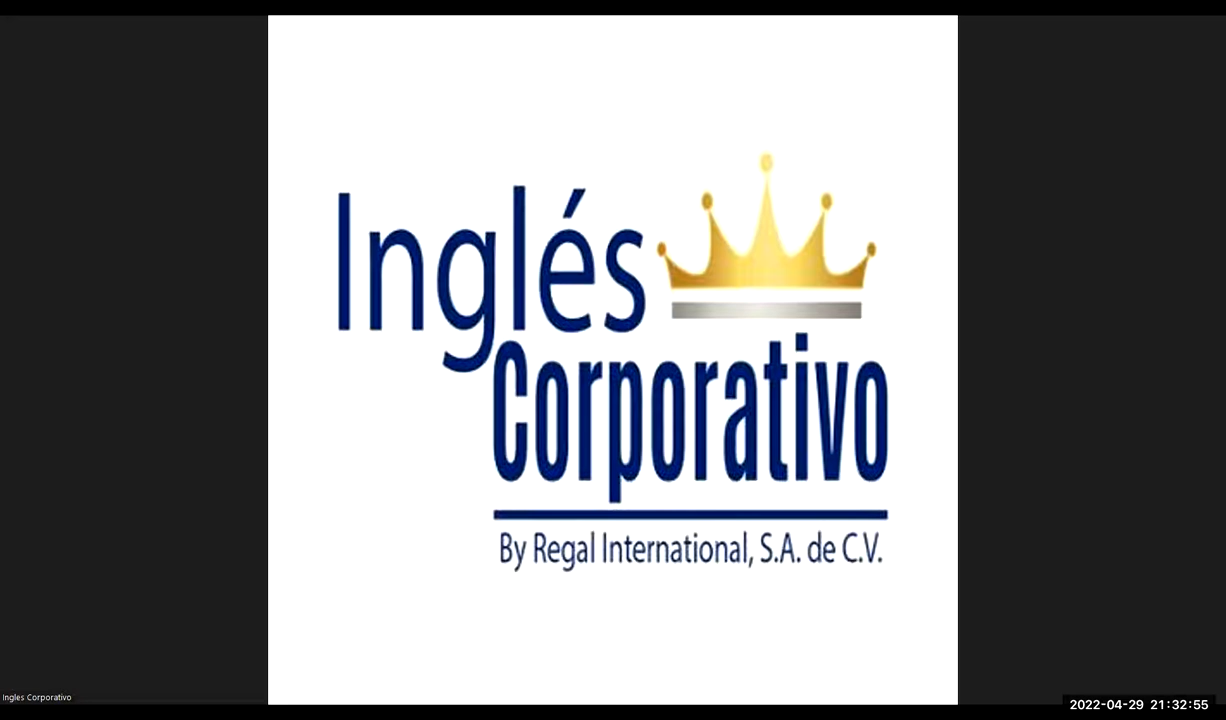 Inglés
Corporativo
By Regal International, S.A. de C.V.
Ingles Corporativo
2022-04-29 21:32:55